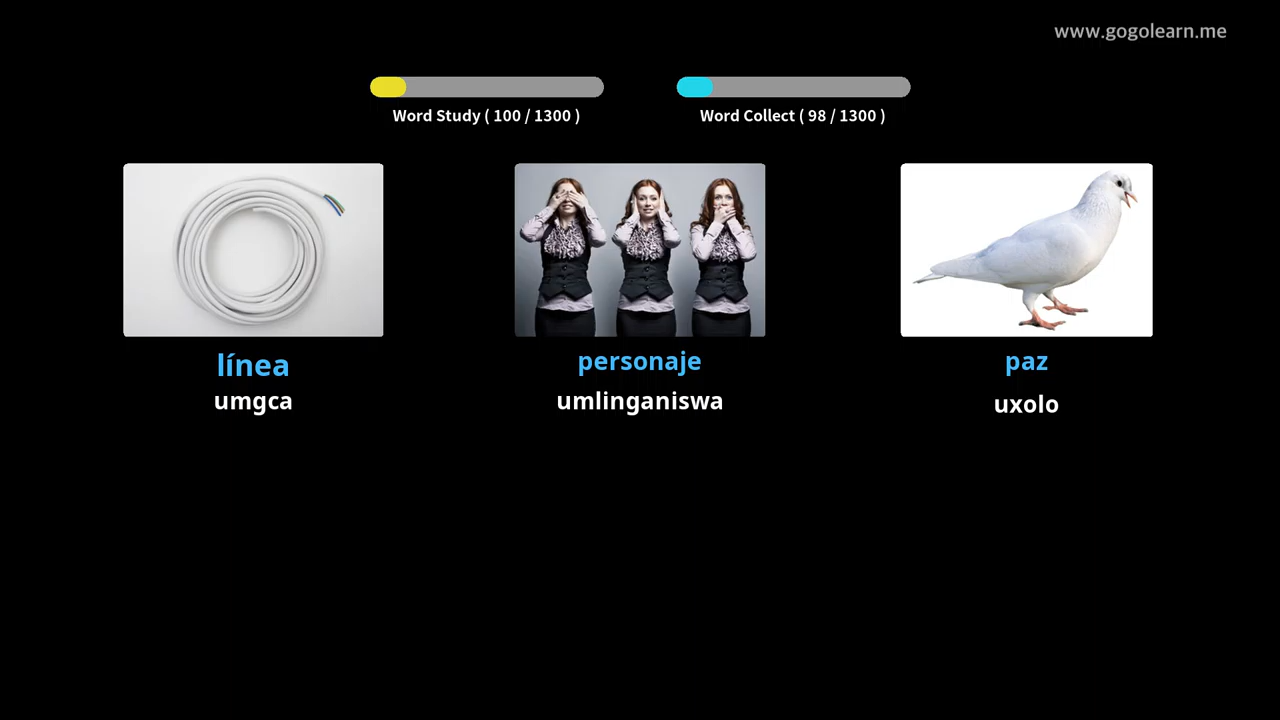 www.gogolearn.me
Word Study ( 100 / 1300 )
Word Collect ( 98 / 1300 )
línea
personaje
paz
umgca
umlinganiswa
uxolo